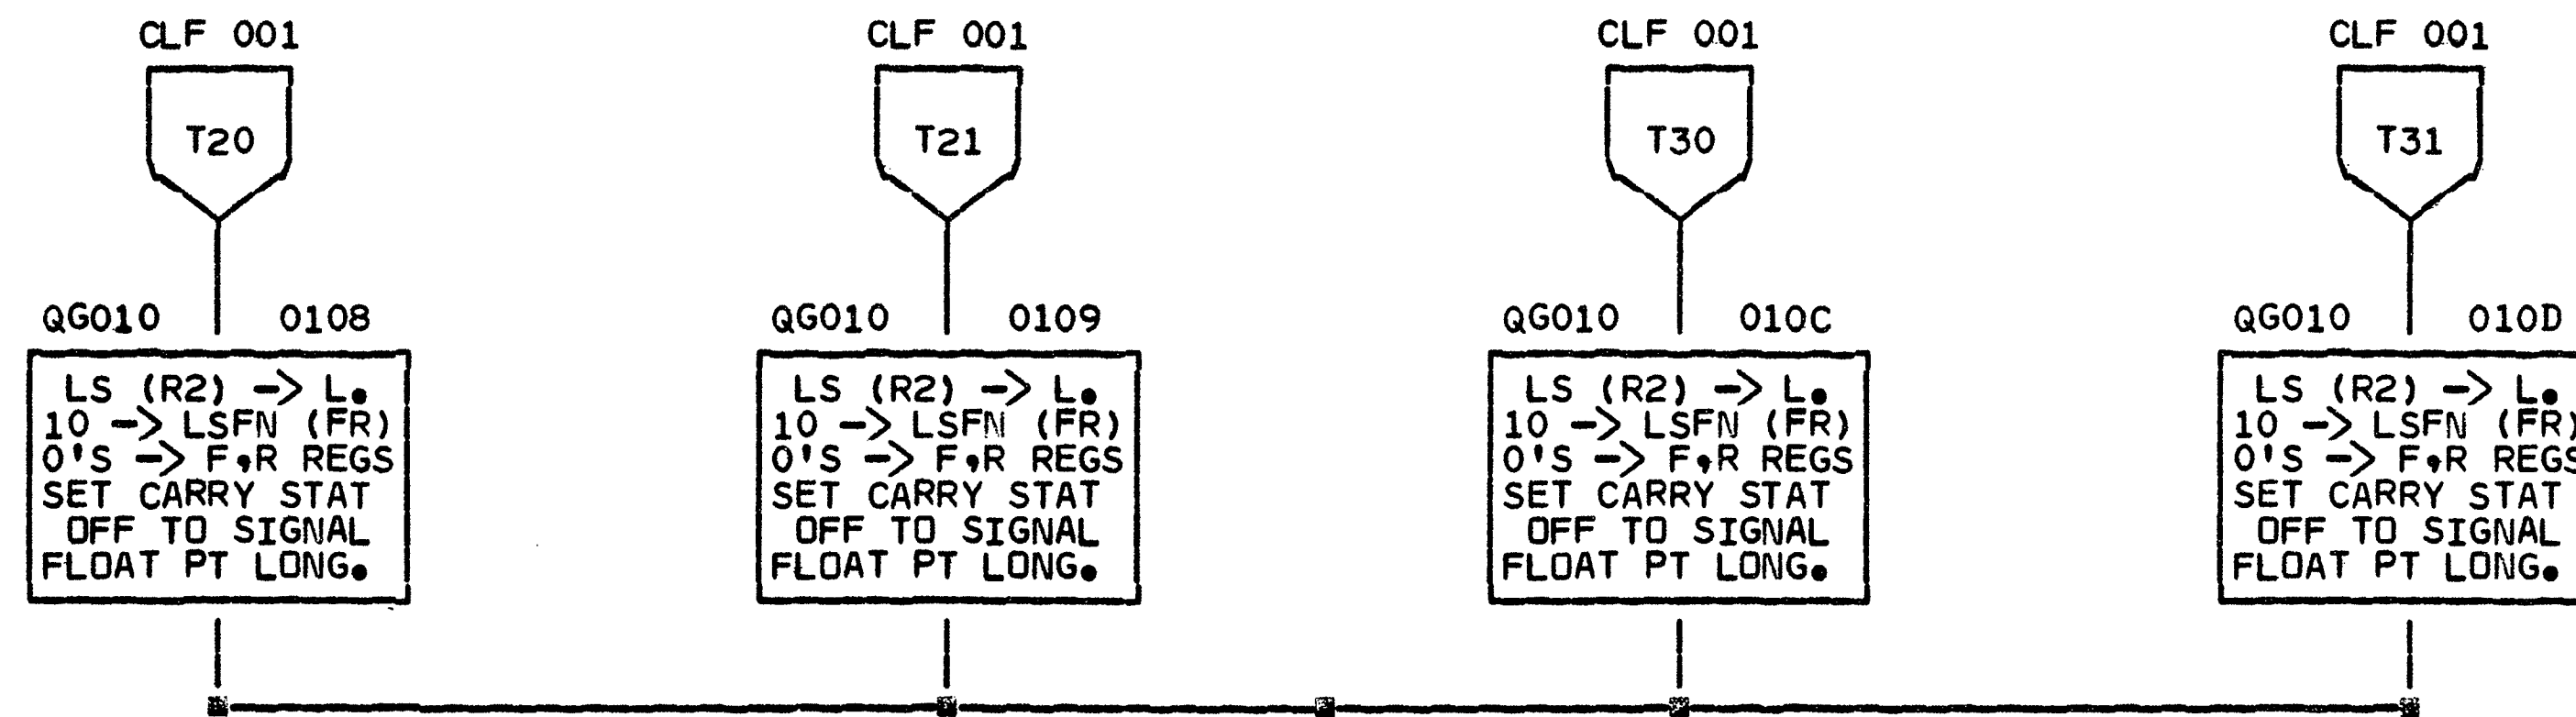 CLF 001
T20
QG010 0108
LS (R2) -> L.
10 -> LSFN (FR)
0'S -> F,R REGS
SET CARRY STAT
OFF TO SIGNAL
FLOAT PT LONG.
CLF 001
T21
QG010 0109
LS (R2) -> L.
10 -> LSFN (FR)
0'S -> F,R REGS
SET CARRY STAT
OFF TO SIGNAL
FLOAT PT LONG.
CLF 001
T30
QG010 010C
LS (R2) -> L.
10 -> LSFN (FR)
0'S -> F,R REGS
SET CARRY STAT
OFF TO SIGNAL
FLOAT PT LONG.
CLF 001
T31
QG010 010D
LS (R2) -> L.
10 -> LSFN (FR)
0'S -> F,R REGS
SET CARRY STAT
OFF TO SIGNAL
FLOAT PT LONG.